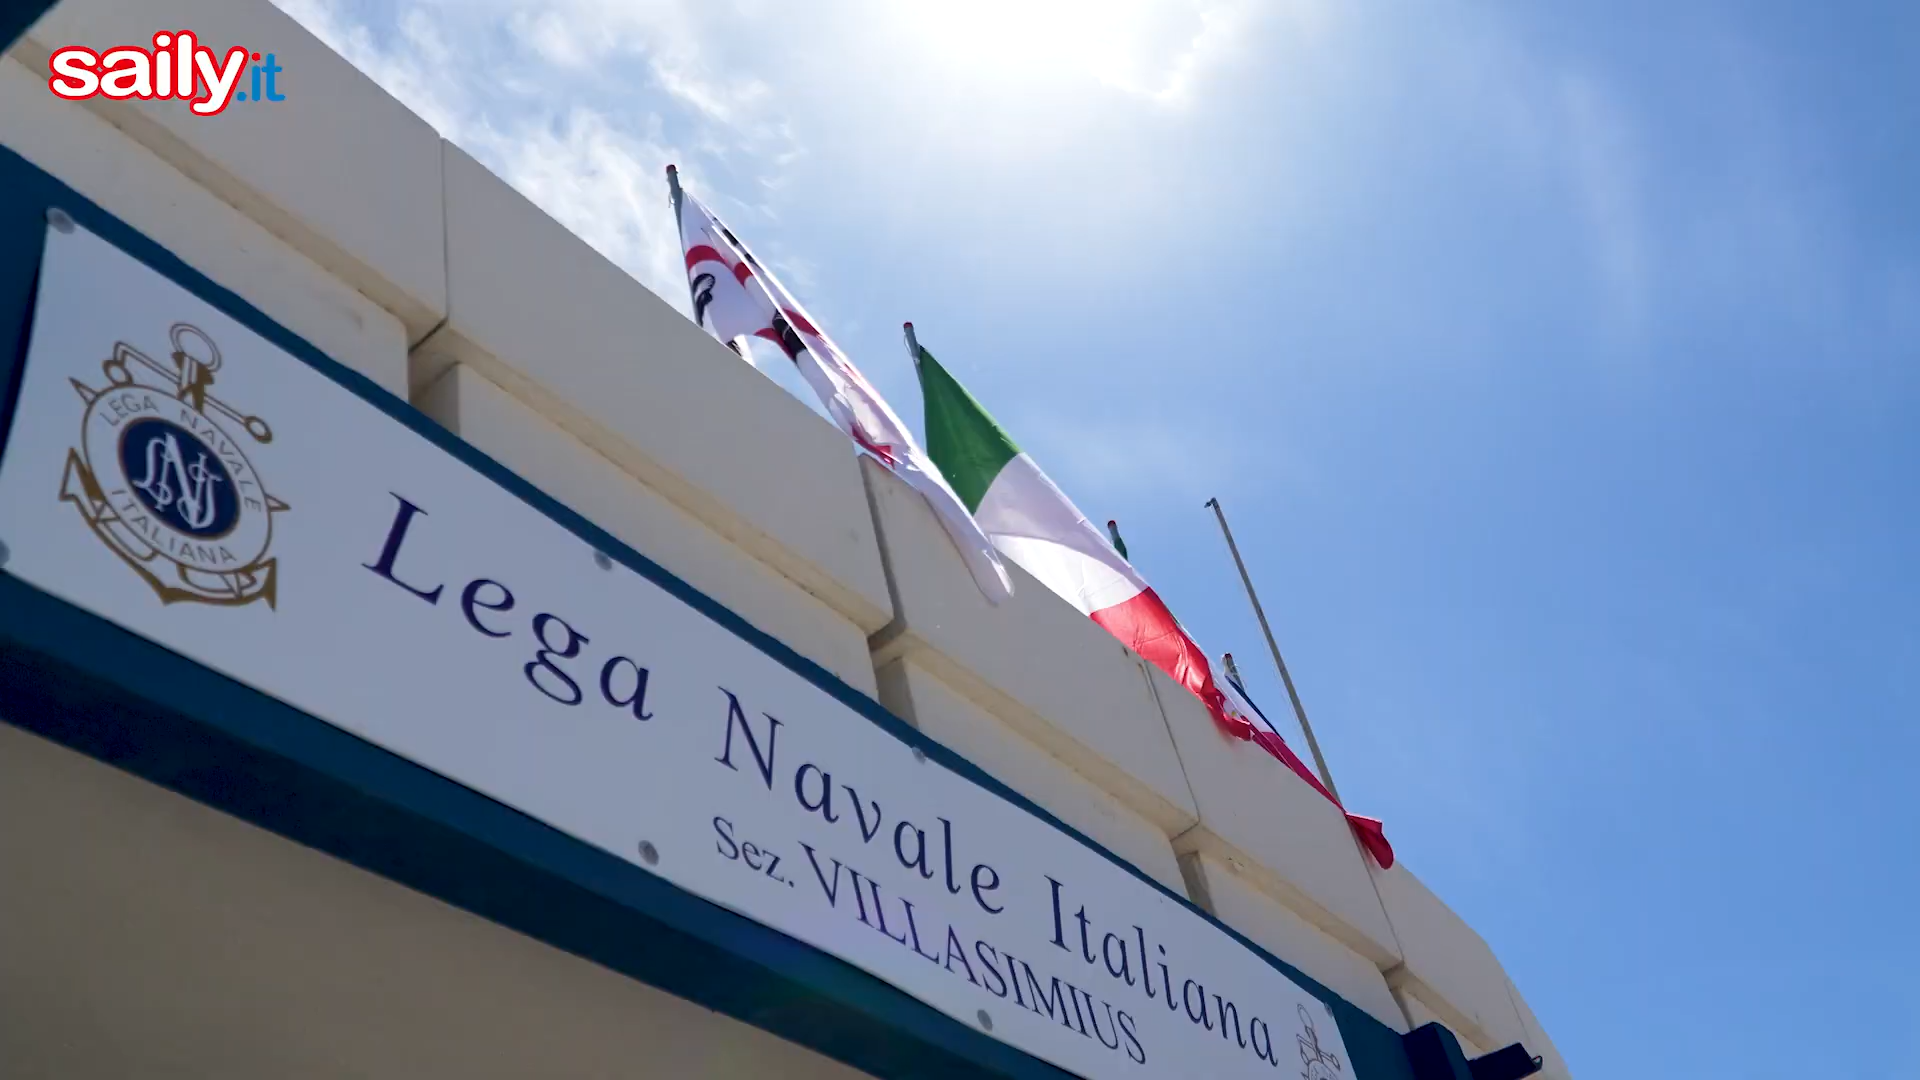 saily.it
LEGA NAVALE
ITALIANA
Lega Navale Italiana
Sez. VILLASIMIUS